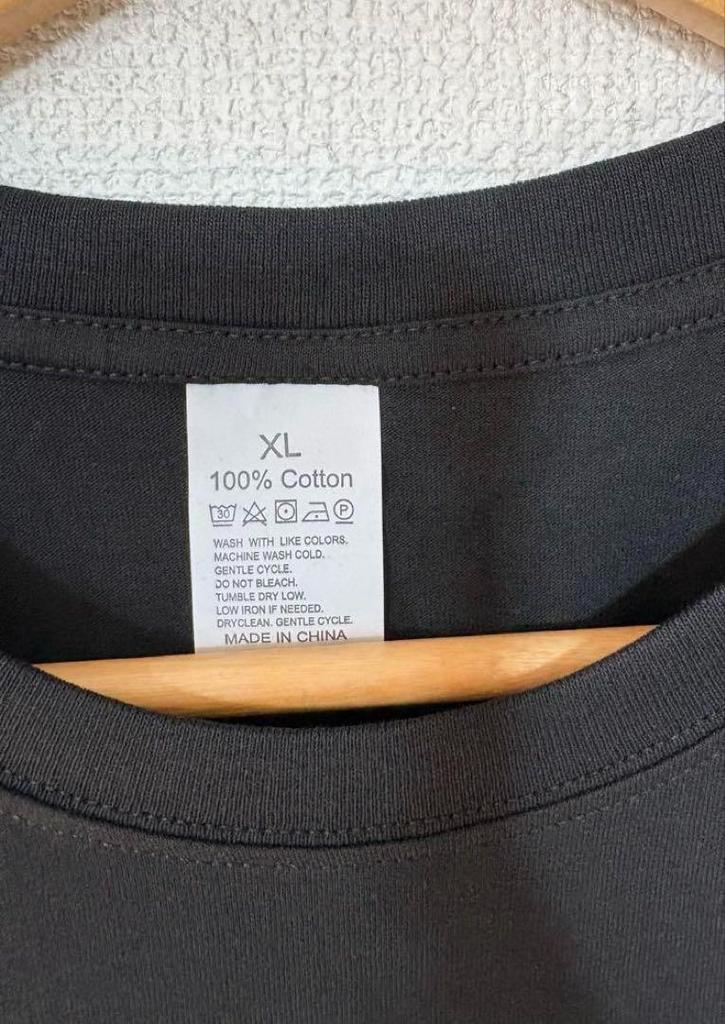 XL
100% Cotton
30 P
WASH WITH LIKE COLORS.
MACHINE WASH COLD.
GENTLE CYCLE.
DO NOT BLEACH.
TUMBLE DRY LOW.
LOW IRON IF NEEDED.
DRYCLEAN. GENTLE CYCLE.
MADE IN CHINA